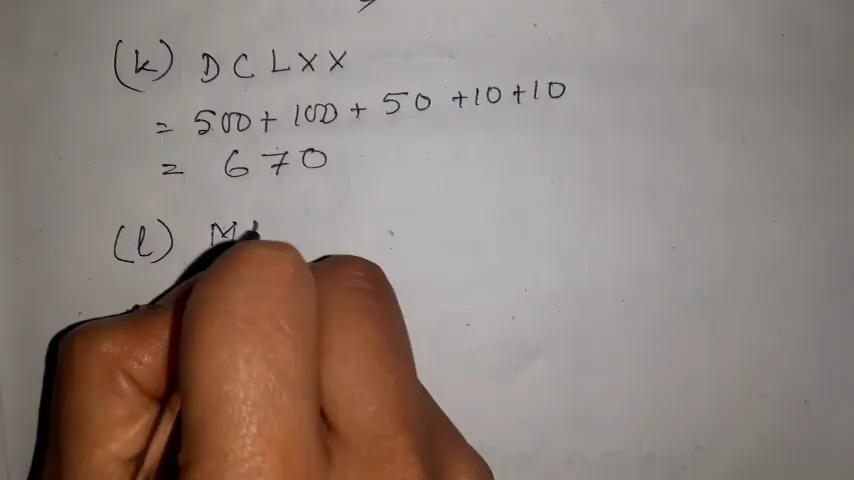 (k) DCLXX
= 500 + 100 + 50 + 10 + 10
= 670
(l) M